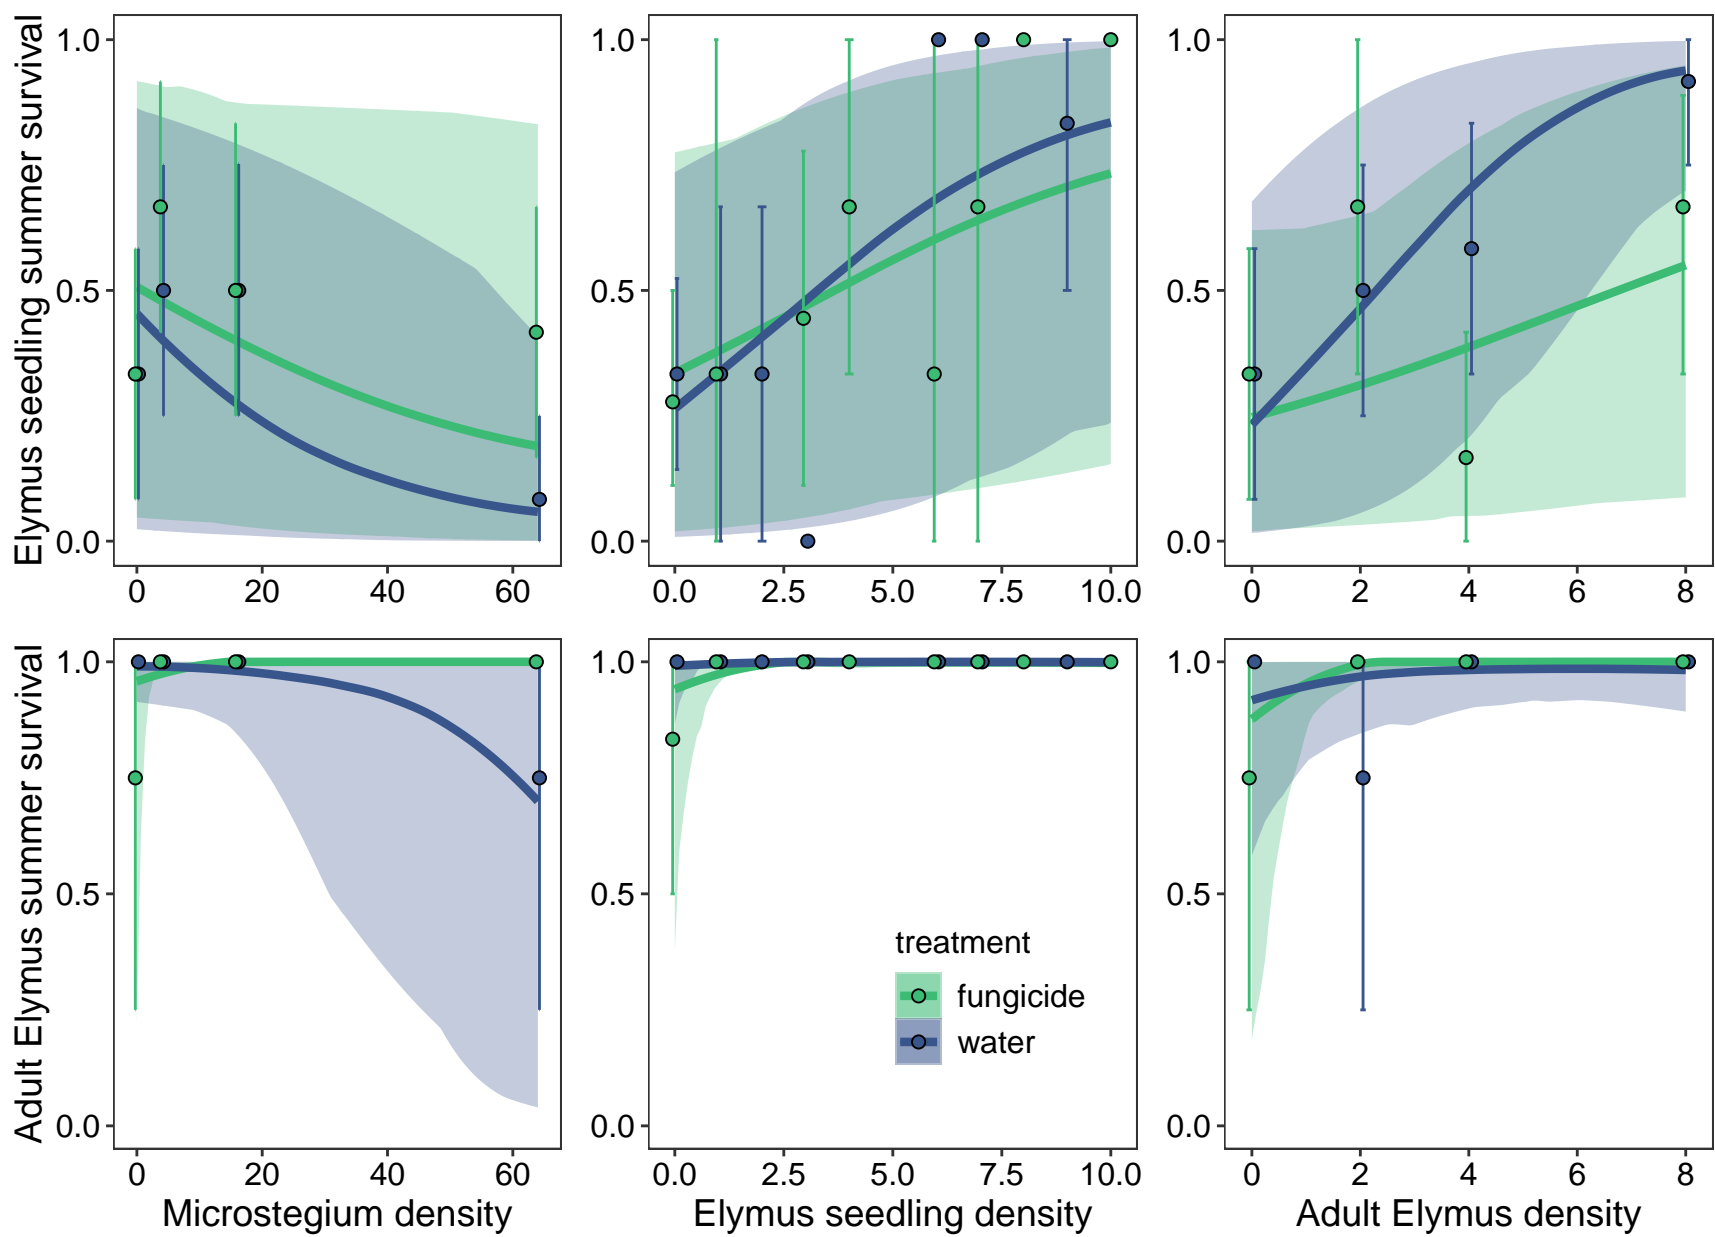 Elymus seedling summer survival
1.0
0.5
0.0
0 20 40 60
1.0
0.5
0.0
0.0 2.5 5.0 7.5 10.0
1.0
0.5
0.0
0 2 4 6 8
Adult Elymus summer survival
1.0
0.5
0.0
0 20 40 60
Microstegium density
1.0
0.5
0.0
treatment
fungicide
water
0.0 2.5 5.0 7.5 10.0
Elymus seedling density
1.0
0.5
0.0
0 2 4 6 8
Adult Elymus density